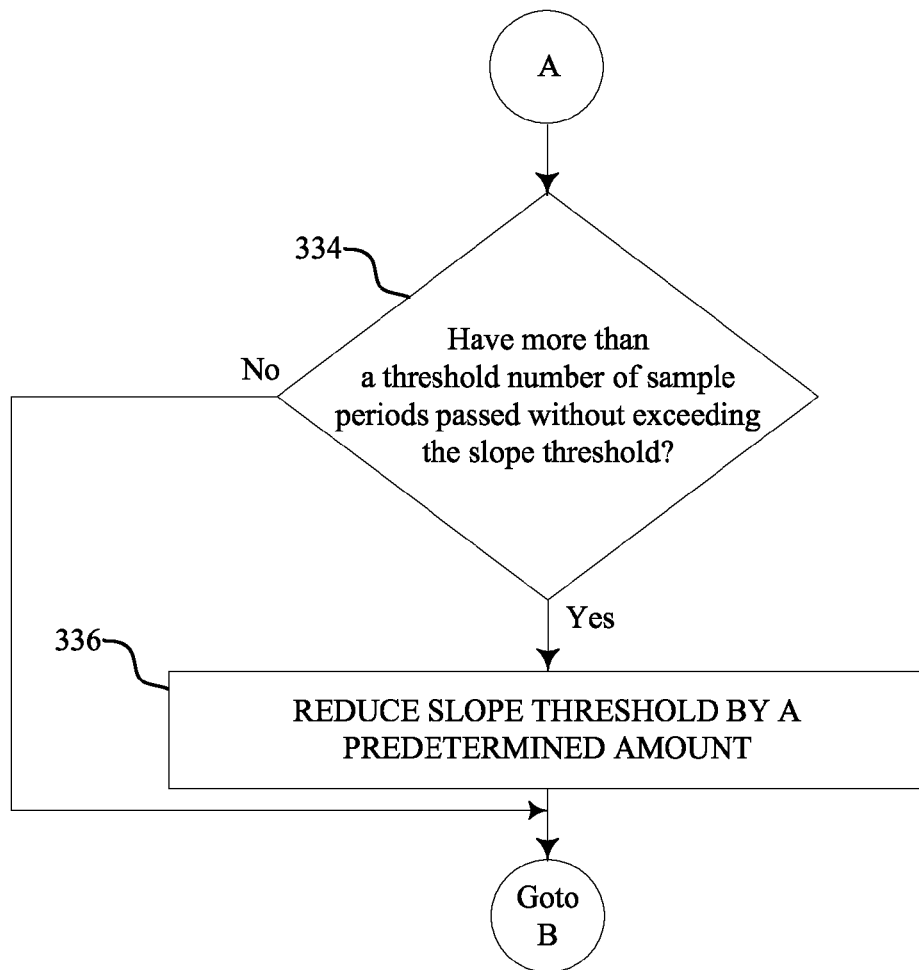 A
334
Have more than
a threshold number of sample
periods passed without exceeding
the slope threshold?
No
Yes
336
REDUCE SLOPE THRESHOLD BY A
PREDETERMINED AMOUNT
Goto
B